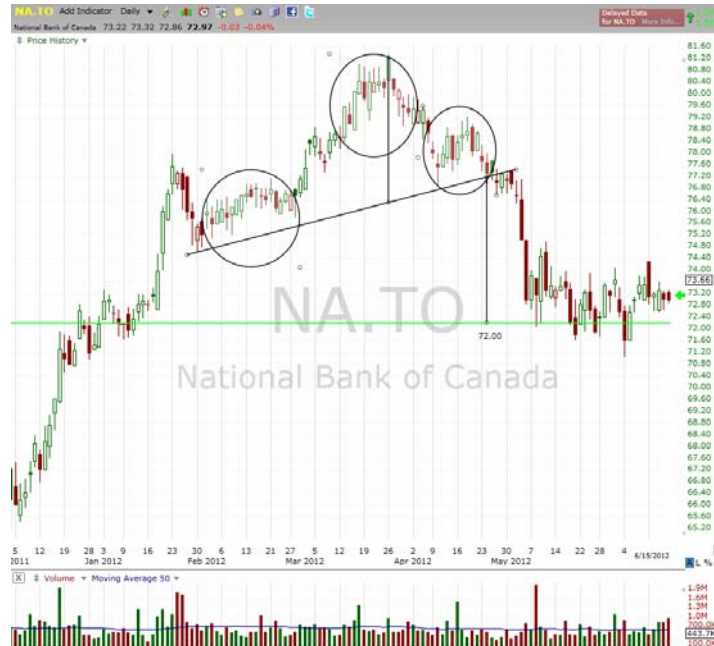 NA.TO Add Indicator Daily
Delayed Data
for NA.TO More Info...
National Bank of Canada 73.22 73.32 72.86 72.97 -0.03 -0.04%
Price History
81.60
81.20
80.80
80.40
80.00
79.60
79.20
78.80
78.40
78.00
77.60
77.20
76.80
76.40
76.00
75.60
75.20
74.80
74.40
74.00
73.66
73.20
72.80
72.40
72.00
71.60
71.20
70.80
70.40
70.00
69.60
69.20
68.80
68.40
68.00
67.60
67.20
66.80
66.40
66.00
65.60
65.20
NA.TO
72.00
National Bank of Canada
5 12 19 28 3 9 16 23 30 6 13 21 27 5 12 19 26 2 9 16 23 30 7 14 22 28 4 6/15/2012
2011 Jan 2012 Feb 2012 Mar 2012 Apr 2012 May 2012
A L %
X Volume Moving Average 50
1.9M
1.6M
1.3M
1.0M
700.0K
443.7K
100.0K